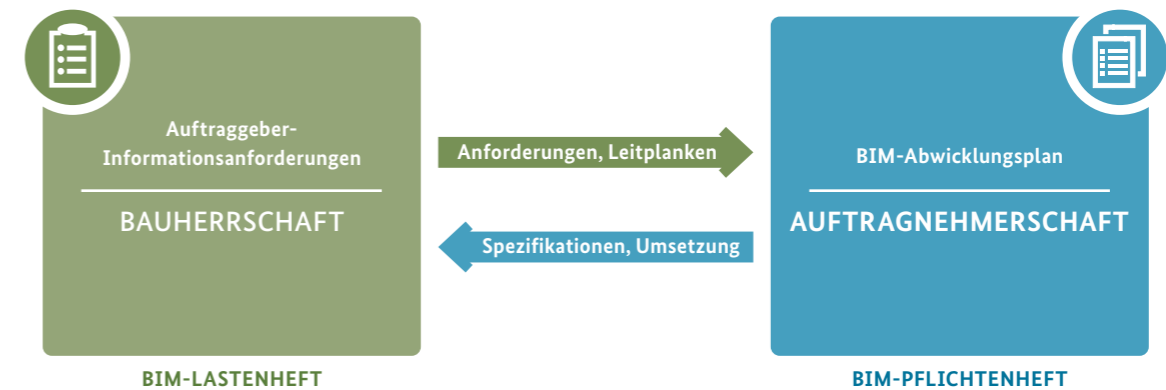 Auftraggeber-
Informationsanforderungen
BAUHERRSCHAFT
BIM-LASTENHEFT
Anforderungen, Leitplanken
Spezifikationen, Umsetzung
BIM-Abwicklungsplan
AUFTRAGNEHMERSCHAFT
BIM-PFLICHTENHEFT